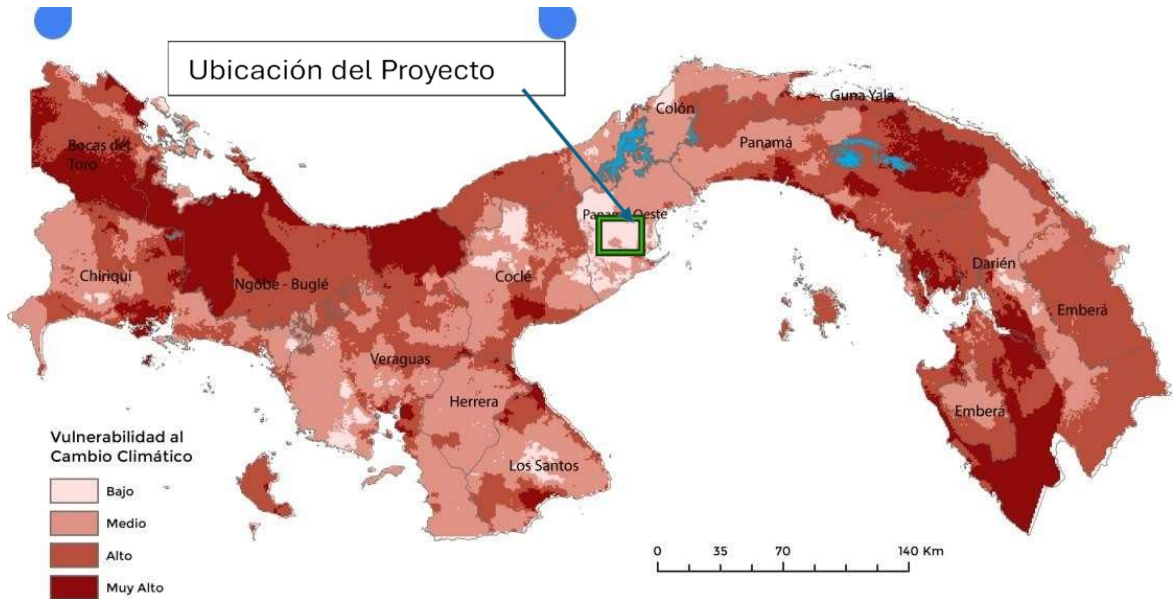 Ubicación del Proyecto
Guna Yala
Colón
Panamá
Bocas del
Toro
Panamá Oeste
Chiriquí
Ngöbe - Buglé
Coclé
Darién
Emberá
Veraguas
Herrera
Emberá
Los Santos
Vulnerabilidad al
Cambio Climático
Bajo
Medio
Alto
Muy Alto
0 35 70 140 Km